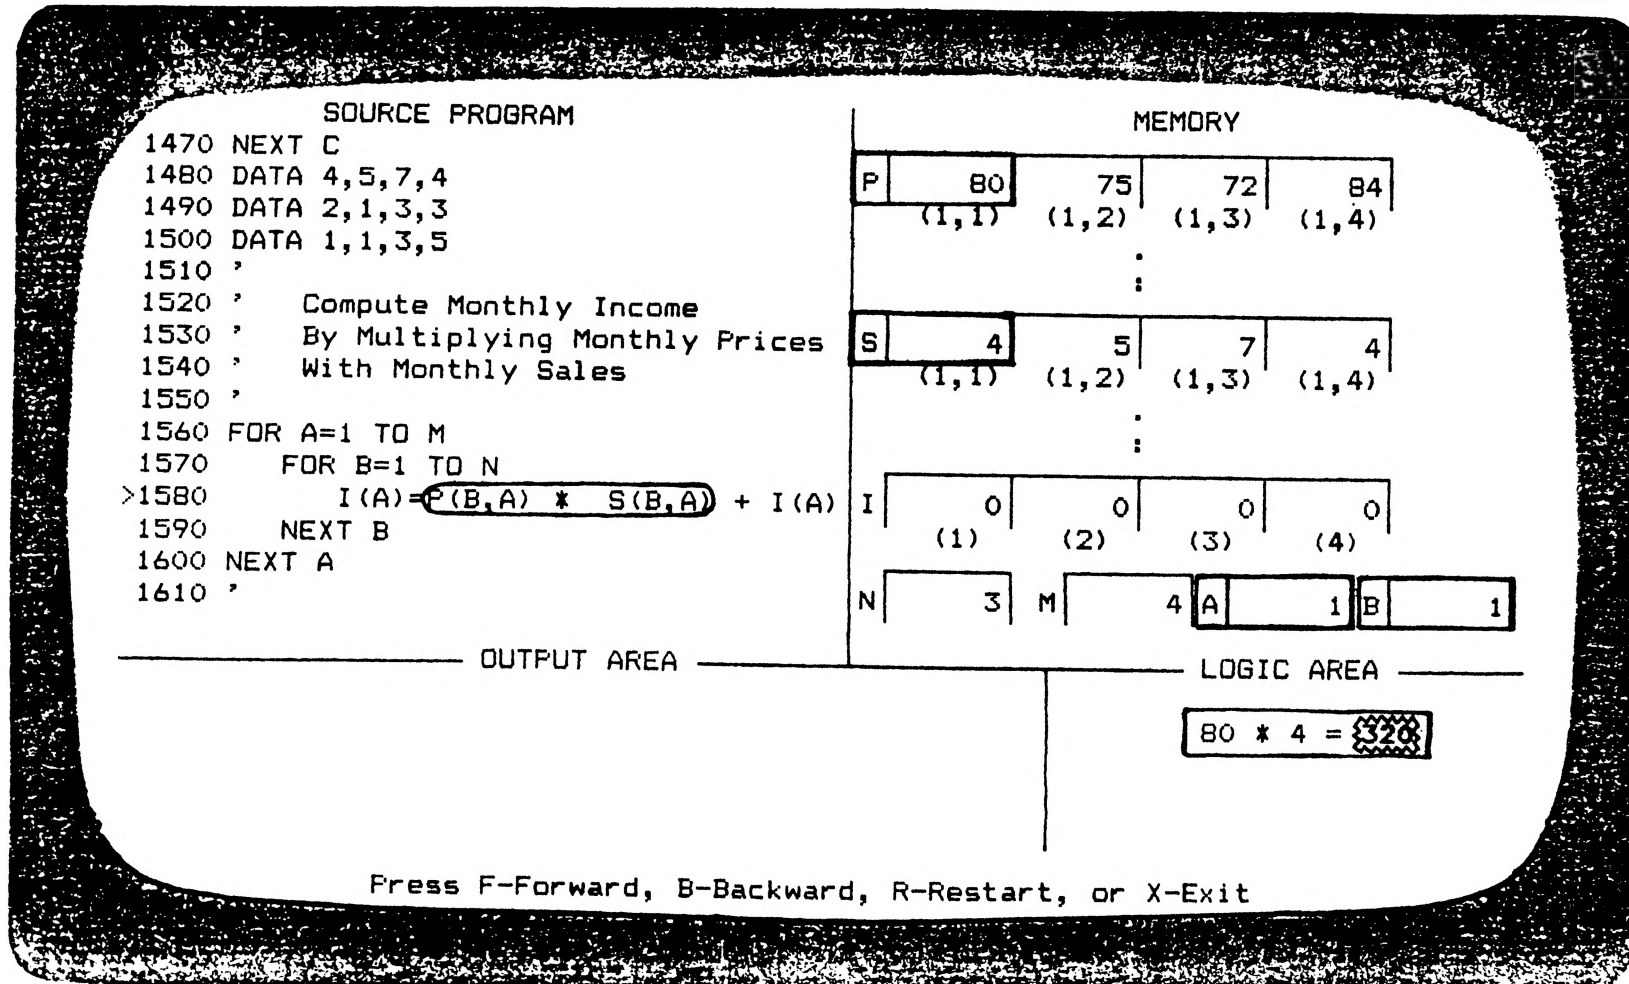 SOURCE PROGRAM
1470 NEXT C
1480 DATA 4,5,7,4
1490 DATA 2,1,3,3
1500 DATA 1,1,3,5
1510 '
1520 '    Compute Monthly Income
1530 '    By Multiplying Monthly Prices
1540 '    With Monthly Sales
1550 '
1560 FOR A=1 TO M
1570    FOR B=1 TO N
>1580       I(A)=P(B,A) * S(B,A) + I(A)
1590    NEXT B
1600 NEXT A
1610 '
MEMORY
P 80 75 72 84
(1,1) (1,2) (1,3) (1,4)
:
S 4 5 7 4
(1,1) (1,2) (1,3) (1,4)
:
I 0 0 0 0
(1) (2) (3) (4)
N 3 M 4 A 1 B 1
OUTPUT AREA
LOGIC AREA
80 * 4 = 320
Press F-Forward, B-Backward, R-Restart, or X-Exit